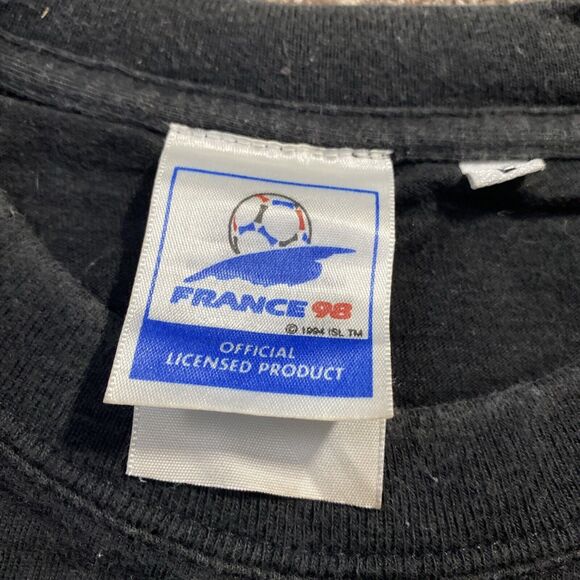 FRANCE 98
© 1994 ISL TM
OFFICIAL
LICENSED PRODUCT